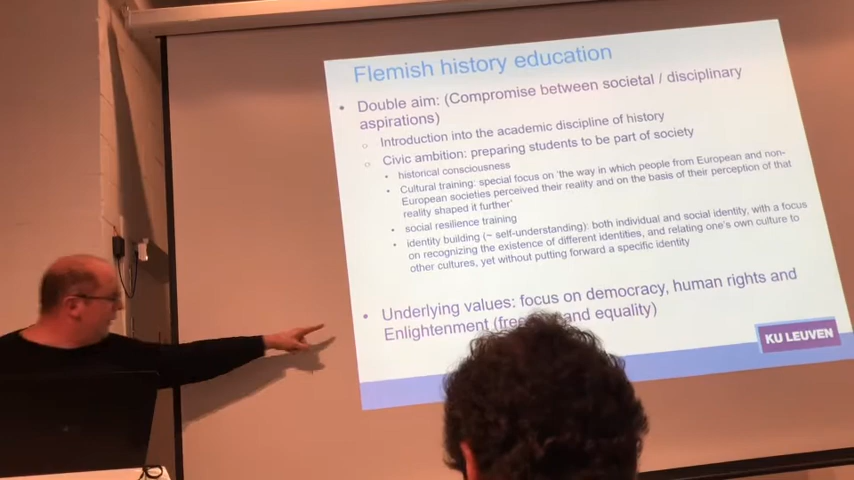 Flemish history education
• Double aim: (Compromise between societal / disciplinary
aspirations)
○ Introduction into the academic discipline of history
○ Civic ambition: preparing students to be part of society
• historical consciousness
• Cultural training: special focus on 'the way in which people from European and non-
European societies perceived their reality and on the basis of their perception of that
reality shaped it further'
• social resilience training
• identity building (~ self-understanding): both individual and social identity, with a focus
on recognizing the existence of different identities, and relating one's own culture to
other cultures, yet without putting forward a specific identity
• Underlying values: focus on democracy, human rights and
Enlightenment and equality)
KU LEUVEN